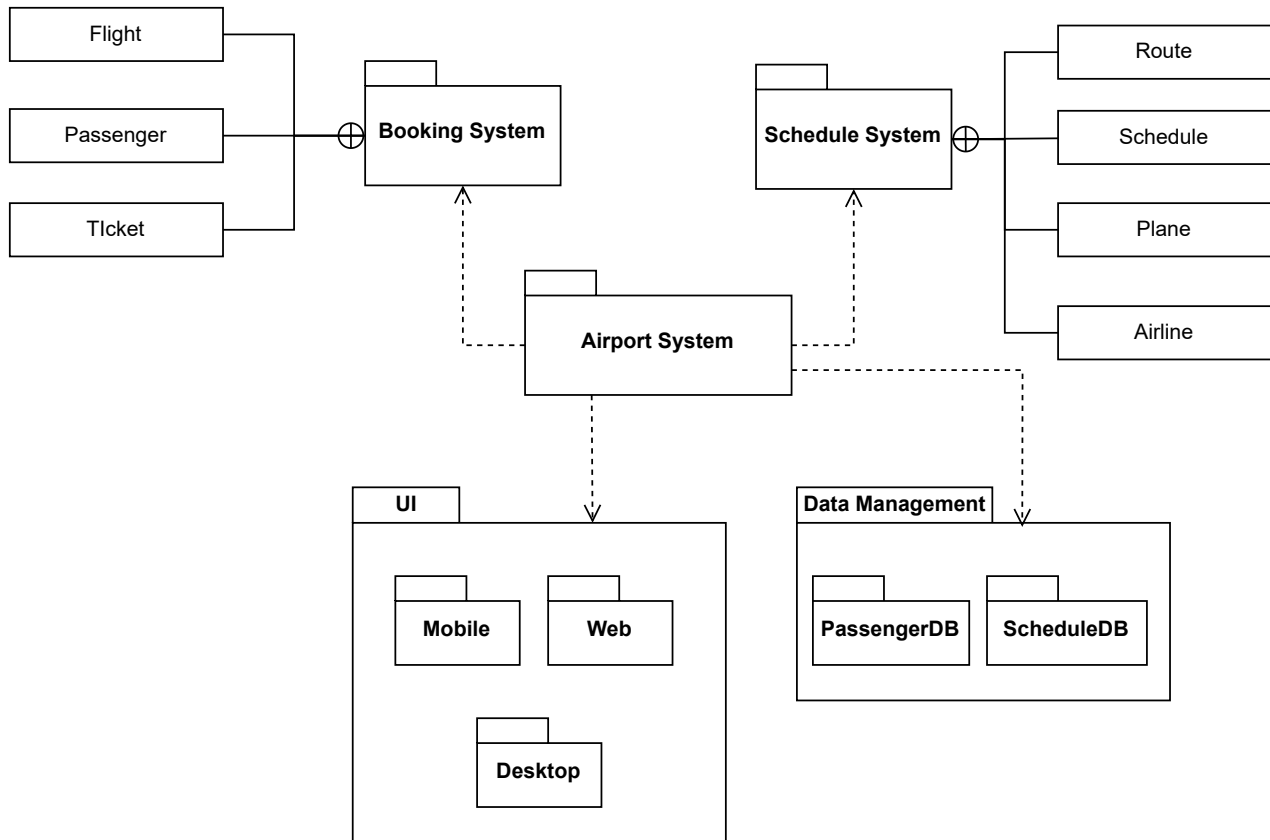 Flight
Passenger
TIcket
Booking System
Schedule System
Route
Schedule
Plane
Airline
Airport System
UI
Mobile
Web
Desktop
Data Management
PassengerDB
ScheduleDB